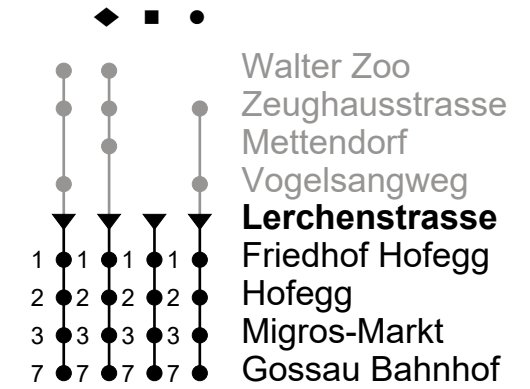 Walter Zoo
Zeughausstrasse
Mettendorf
Vogelsangweg
Lerchenstrasse
1 1 1 1 Friedhof Hofegg
2 2 2 2 Hofegg
3 3 3 3 Migros-Markt
7 7 7 7 Gossau Bahnhof